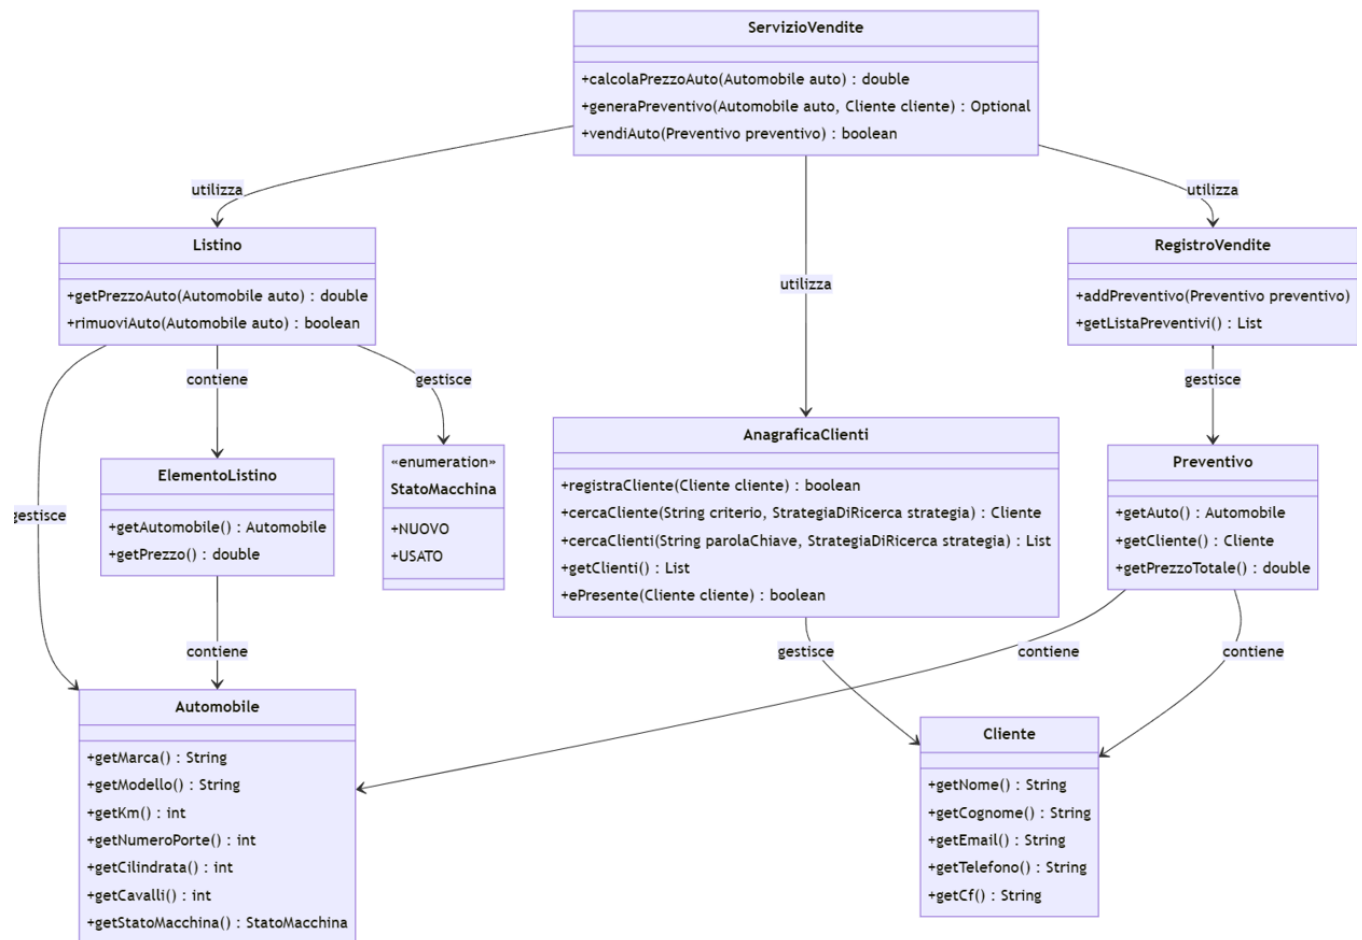 ServizioVendite
+calcolaPrezzoAuto(Automobile auto) : double
+generaPreventivo(Automobile auto, Cliente cliente) : Optional
+vendiAuto(Preventivo preventivo) : boolean
utilizza
utilizza
utilizza
Listino
+getPrezzoAuto(Automobile auto) : double
+rimuoviAuto(Automobile auto) : boolean
RegistroVendite
+addPreventivo(Preventivo preventivo)
+getListaPreventivi() : List
contiene
gestisce
gestisce
gestisce
ElementoListino
+getAutomobile() : Automobile
+getPrezzo() : double
«enumeration»
StatoMacchina
+NUOVO
+USATO
AnagraficaClienti
+registraCliente(Cliente cliente) : boolean
+cercaCliente(String criterio, StrategiaDiRicerca strategia) : Cliente
+cercaClienti(String parolaChiave, StrategiaDiRicerca strategia) : List
+getClienti() : List
+ePresente(Cliente cliente) : boolean
Preventivo
+getAuto() : Automobile
+getCliente() : Cliente
+getPrezzoTotale() : double
contiene
gestisce
contiene
contiene
Automobile
+getMarca() : String
+getModello() : String
+getKm() : int
+getNumeroPorte() : int
+getCilindrata() : int
+getCavalli() : int
+getStatoMacchina() : StatoMacchina
Cliente
+getNome() : String
+getCognome() : String
+getEmail() : String
+getTelefono() : String
+getCf() : String